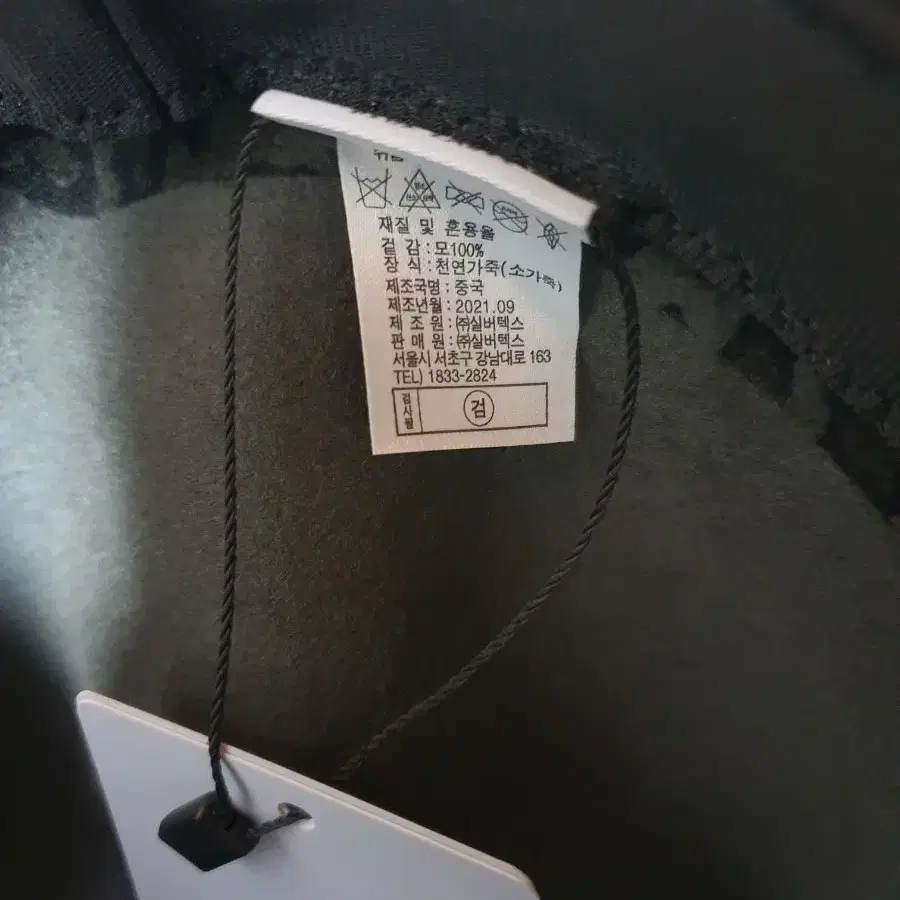 재질 및 혼용율
겉 감 : 모100%
장 식 : 천연가죽(소가죽)
제조국명 : 중국
제조년월 : 2021.09
제 조 원 : ㈜실버텍스
판 매 원 : ㈜실버텍스
서울시 서초구 강남대로 163
TEL) 1833-2824
검사필
검